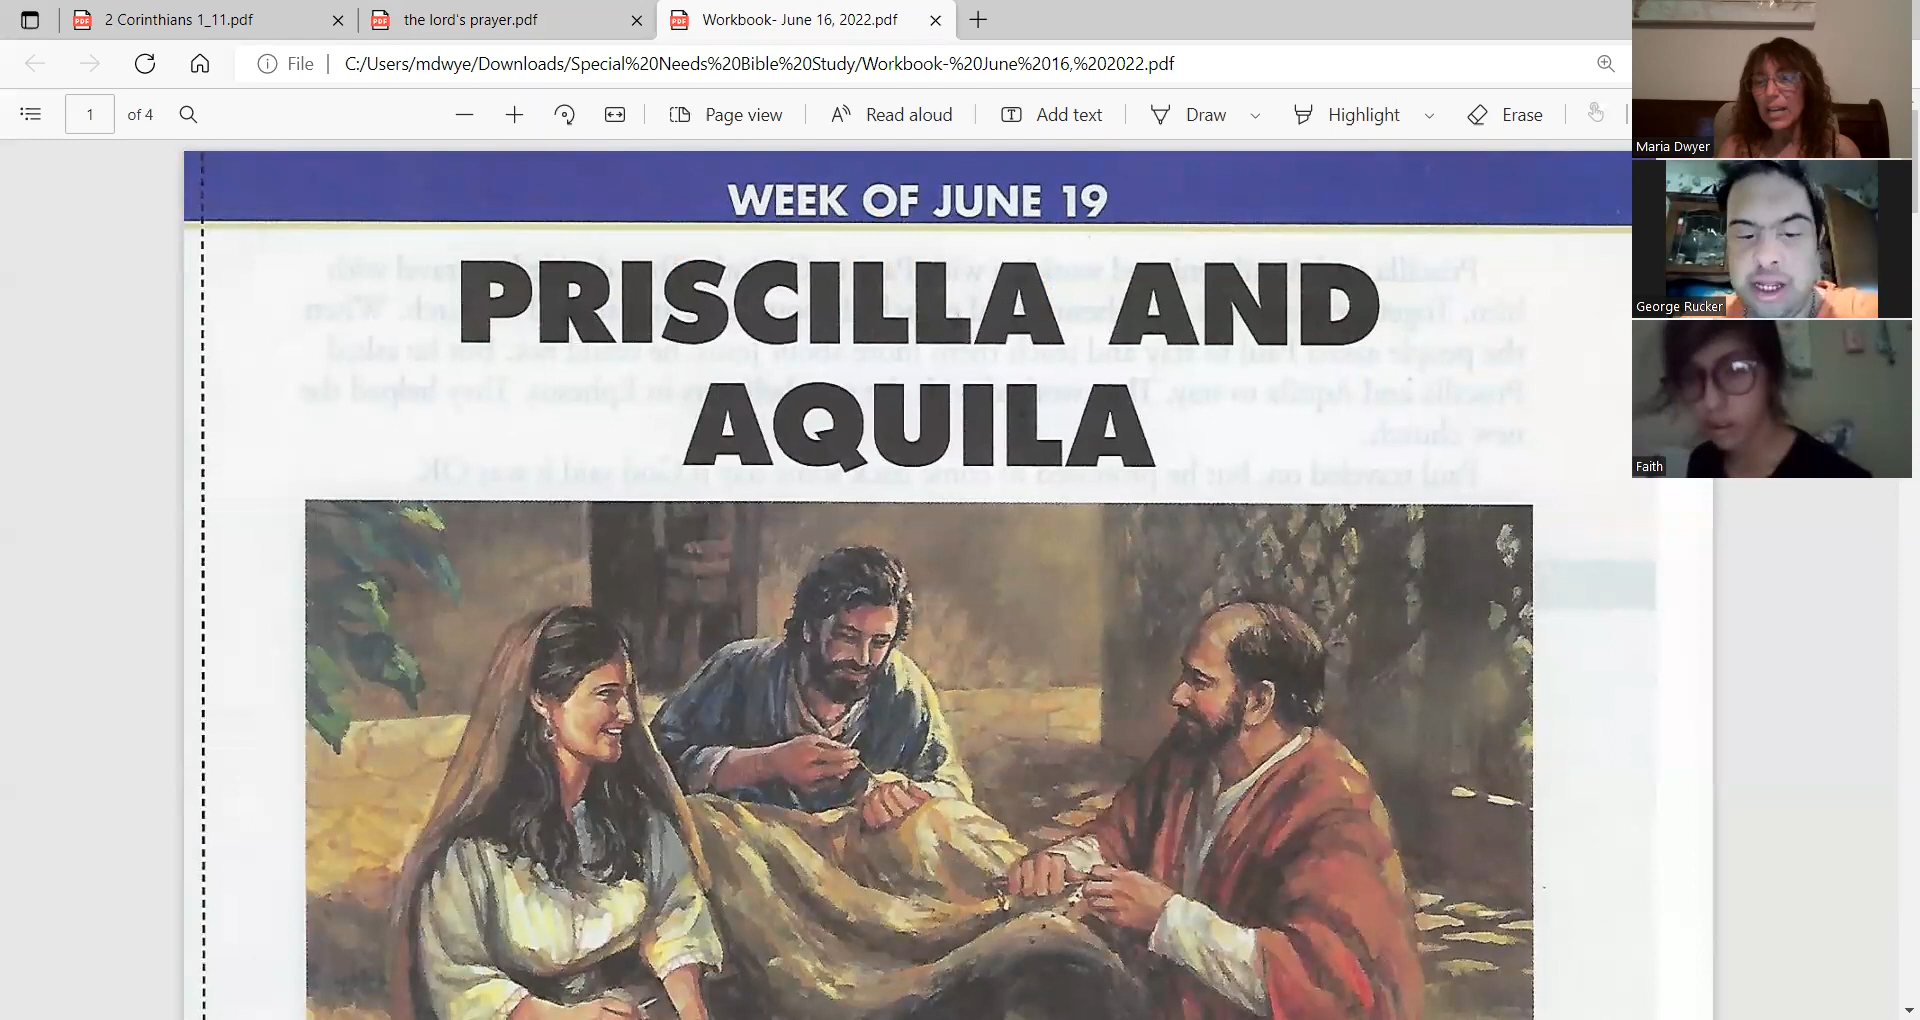 2 Corinthians 1_11.pdf
the lord's prayer.pdf
Workbook- June 16, 2022.pdf
File
C:/Users/mdwye/Downloads/Special%20Needs%20Bible%20Study/Workbook-%20June%2016,%202022.pdf
1 of 4
Page view
Read aloud
Add text
Draw
Highlight
Erase
Maria Dwyer
George Rucker
Faith
WEEK OF JUNE 19
PRISCILLA AND
AQUILA